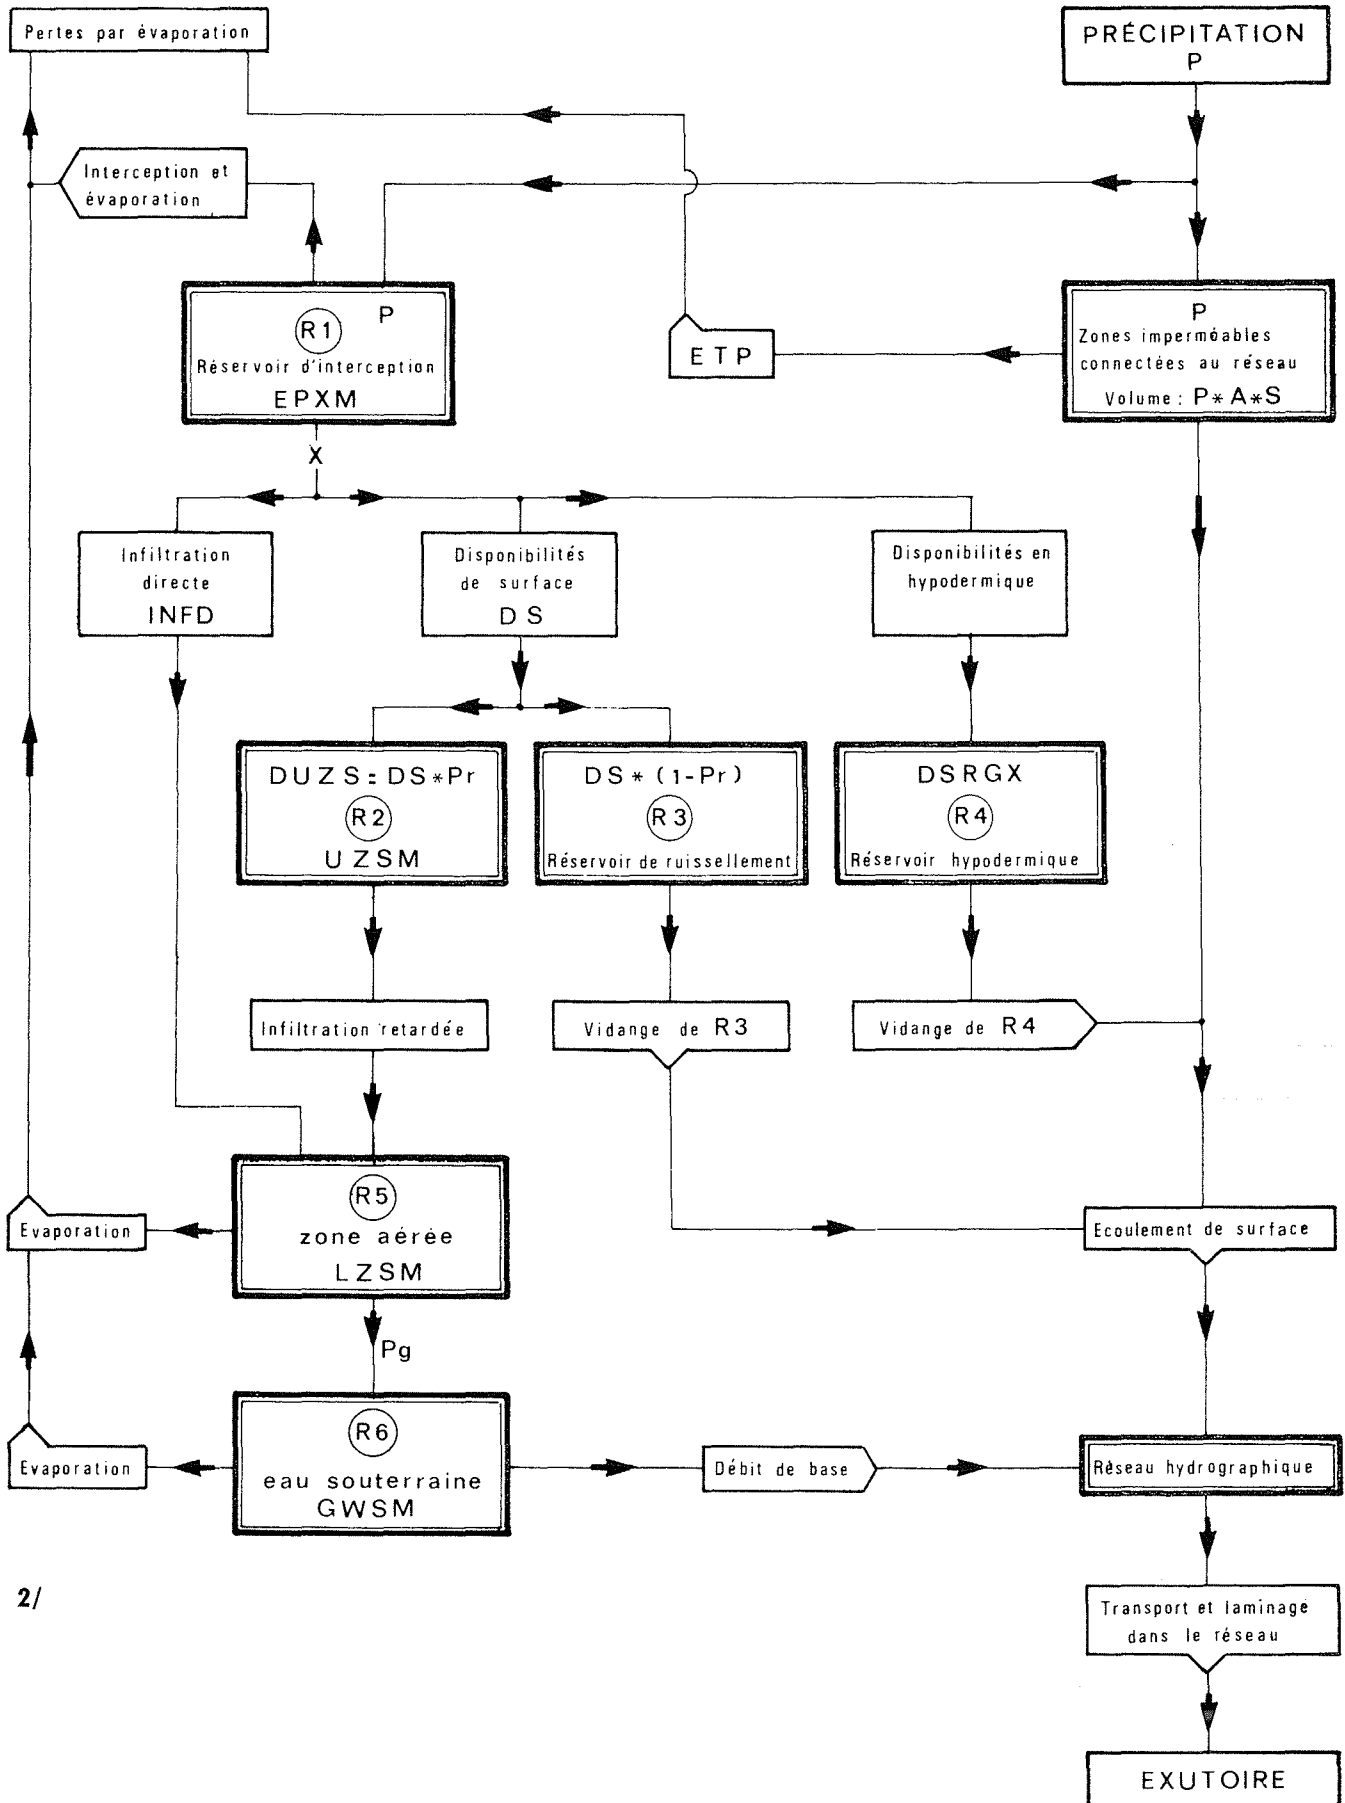 Pertes par évaporation
PRÉCIPITATION
P
Interception et
évaporation
P
R1
Réservoir d'interception
EPXM
ETP
P
Zones imperméables
connectées au réseau
Volume : P*A*S
X
Infiltration
directe
INFD
Disponibilités
de surface
DS
Disponibilités en
hypodermique
DUZS = DS*Pr
R2
UZSM
DS * (1-Pr)
R3
Réservoir de ruissellement
DSRGX
R4
Réservoir hypodermique
Infiltration retardée
Vidange de R3
Vidange de R4
R5
zone aérée
LZSM
Evaporation
Ecoulement de surface
Pg
R6
eau souterraine
GWSM
Evaporation
Débit de base
Réseau hydrographique
2/
Transport et laminage
dans le réseau
EXUTOIRE